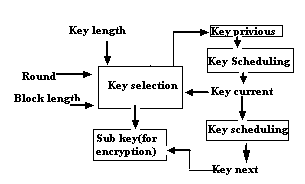 Key length
Key privious
Key Scheduling
Round
Key selection
Block length
Key current
Key scheduling
Sub key(for
encryption)
Key next